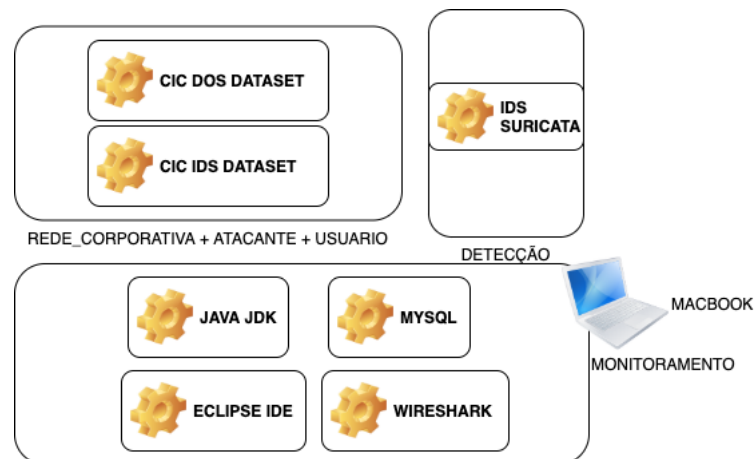 CIC DOS DATASET
CIC IDS DATASET
REDE_CORPORATIVA + ATACANTE + USUARIO
IDS
SURICATA
DETECÇÃO
JAVA JDK
MYSQL
ECLIPSE IDE
WIRESHARK
MACBOOK
MONITORAMENTO